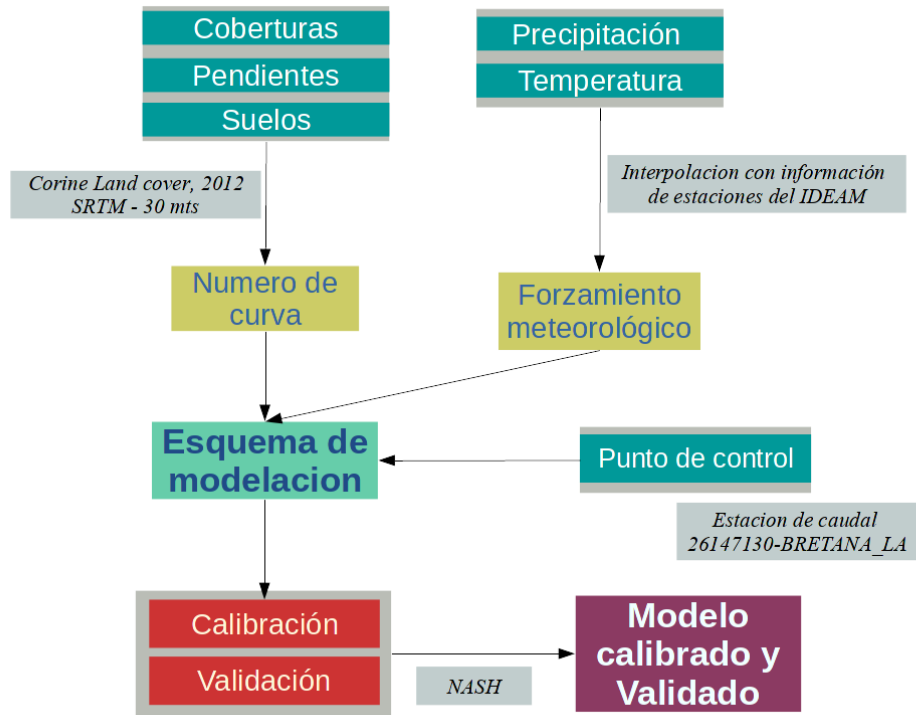 Coberturas
Pendientes
Suelos
Precipitación
Temperatura
Corine Land cover, 2012
SRTM - 30 mts
Interpolacion con información
de estaciones del IDEAM
Numero de
curva
Forzamiento
meteorológico
Esquema de
modelacion
Punto de control
Estacion de caudal
26147130-BRETANA_LA
Calibración
Validación
NASH
Modelo
calibrado y
Validado